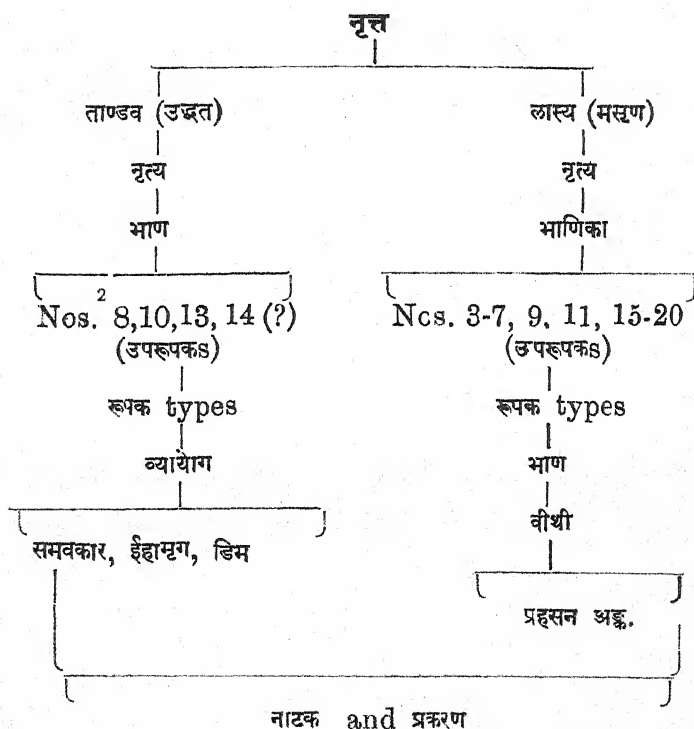 नृत्त
ताण्डव (उद्धत) लास्य (मसृण)
नृत्य नृत्य
भाण भाणिका
Nos.² 8,10,13, 14 (?) Ncs. 3-7, 9, 11, 15-20
(उपरूपकs) (उपरूपकs)
रूपक types रूपक types
व्यायोग भाण
वीथी
समवकार, ईहामृग, डिम
प्रहसन अङ्क.
नाटक and प्रकरण